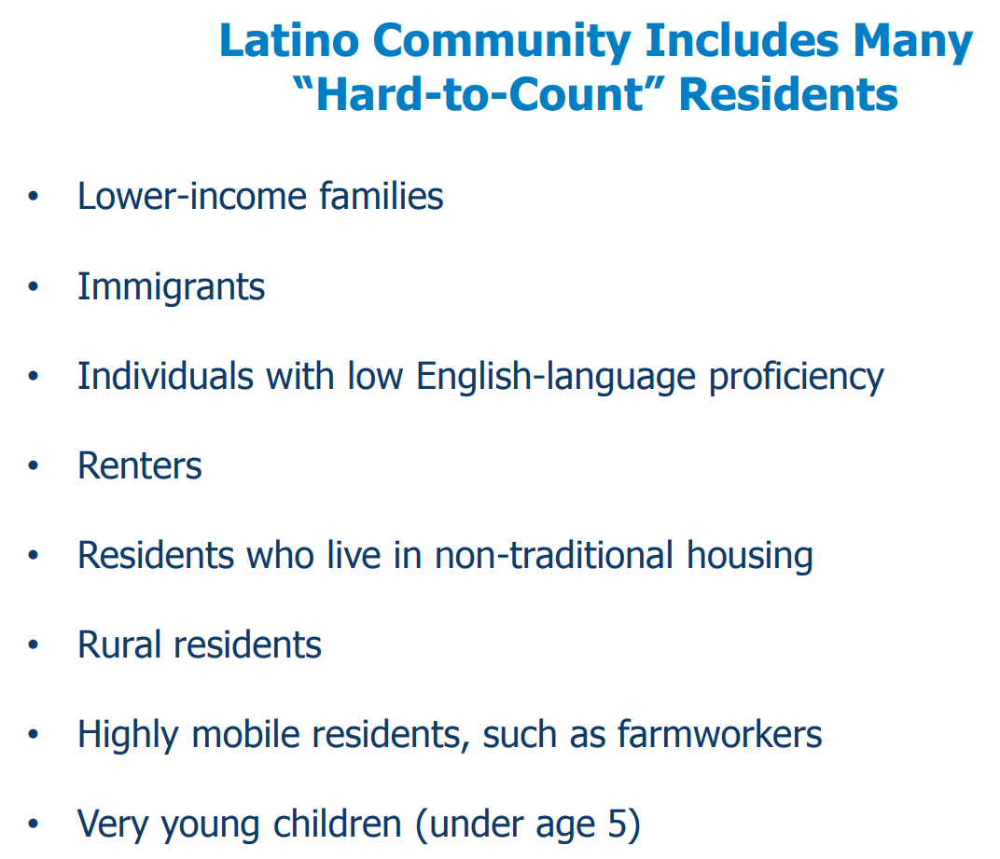 Latino Community Includes Many
“Hard-to-Count” Residents
• Lower-income families
• Immigrants
• Individuals with low English-language proficiency
• Renters
• Residents who live in non-traditional housing
• Rural residents
• Highly mobile residents, such as farmworkers
• Very young children (under age 5)